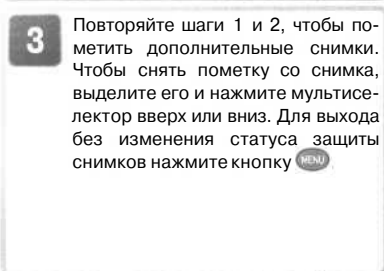 3
Повторяйте шаги 1 и 2, чтобы по-
метить дополнительные снимки.
Чтобы снять пометку со снимка,
выделите его и нажмите мультисе-
лектор вверх или вниз. Для выхода
без изменения статуса защиты
снимков нажмите кнопку MENU